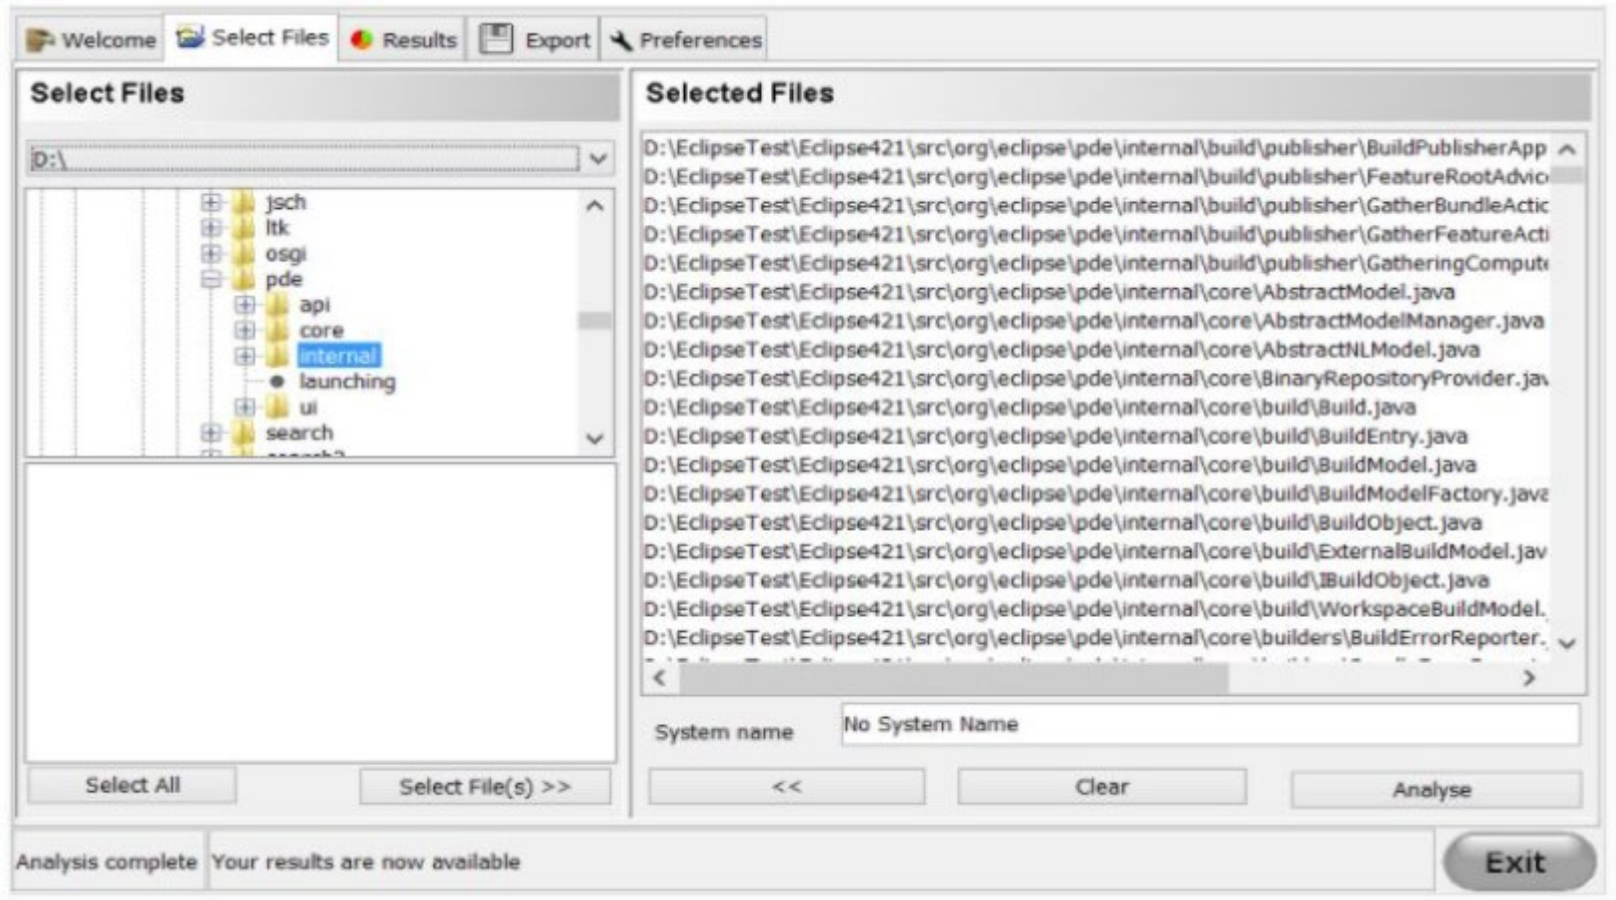 Welcome Select Files Results Export Preferences
Select Files
D:\
jsch
ltk
osgi
pde
api
core
internal
launching
ui
search
Select All Select File(s) >>
Selected Files
D:\EclipseTest\Eclipse421\src\org\eclipse\pde\internal\build\publisher\BuildPublisherApp
D:\EclipseTest\Eclipse421\src\org\eclipse\pde\internal\build\publisher\FeatureRootAdvic
D:\EclipseTest\Eclipse421\src\org\eclipse\pde\internal\build\publisher\GatherBundleActic
D:\EclipseTest\Eclipse421\src\org\eclipse\pde\internal\build\publisher\GatherFeatureActi
D:\EclipseTest\Eclipse421\src\org\eclipse\pde\internal\build\publisher\GatheringCompute
D:\EclipseTest\Eclipse421\src\org\eclipse\pde\internal\core\AbstractModel.java
D:\EclipseTest\Eclipse421\src\org\eclipse\pde\internal\core\AbstractModelManager.java
D:\EclipseTest\Eclipse421\src\org\eclipse\pde\internal\core\AbstractNLModel.java
D:\EclipseTest\Eclipse421\src\org\eclipse\pde\internal\core\BinaryRepositoryProvider.jav
D:\EclipseTest\Eclipse421\src\org\eclipse\pde\internal\core\build\Build.java
D:\EclipseTest\Eclipse421\src\org\eclipse\pde\internal\core\build\BuildEntry.java
D:\EclipseTest\Eclipse421\src\org\eclipse\pde\internal\core\build\BuildModel.java
D:\EclipseTest\Eclipse421\src\org\eclipse\pde\internal\core\build\BuildModelFactory.java
D:\EclipseTest\Eclipse421\src\org\eclipse\pde\internal\core\build\BuildObject.java
D:\EclipseTest\Eclipse421\src\org\eclipse\pde\internal\core\build\ExternalBuildModel.jav
D:\EclipseTest\Eclipse421\src\org\eclipse\pde\internal\core\build\IBuildObject.java
D:\EclipseTest\Eclipse421\src\org\eclipse\pde\internal\core\build\WorkspaceBuildModel.
D:\EclipseTest\Eclipse421\src\org\eclipse\pde\internal\core\builders\BuildErrorReporter.
System name No System Name
<< Clear Analyse
Analysis complete Your results are now available Exit